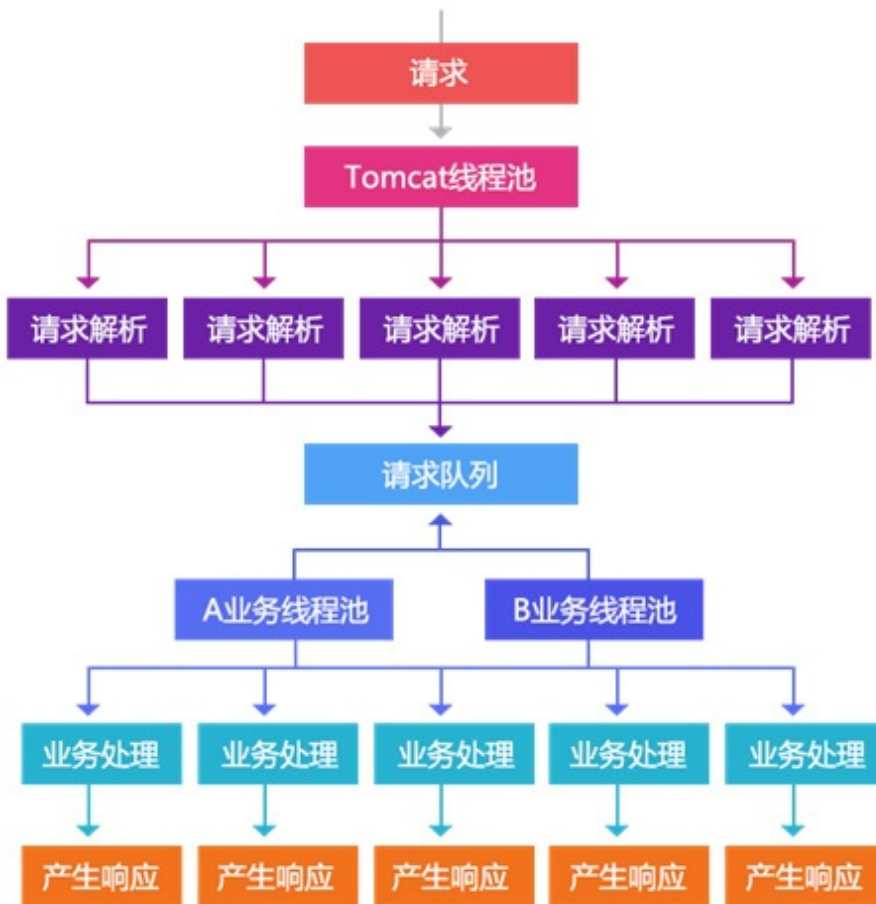 请求
Tomcat线程池
请求解析 请求解析 请求解析 请求解析 请求解析
请求队列
A业务线程池 B业务线程池
业务处理 业务处理 业务处理 业务处理 业务处理
产生响应 产生响应 产生响应 产生响应 产生响应